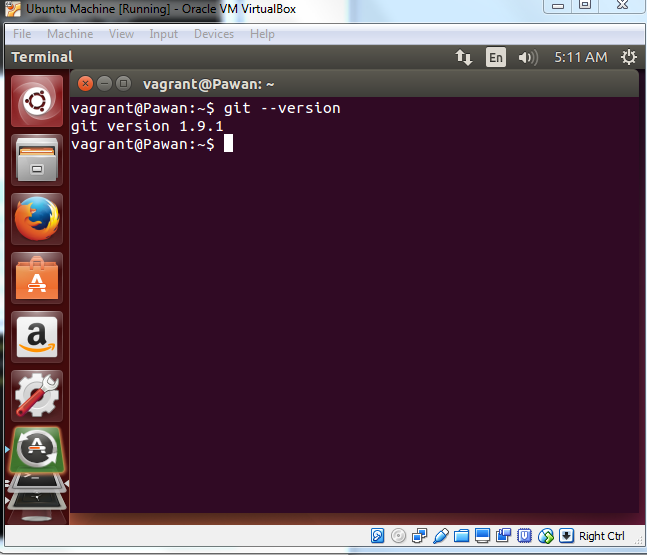 Ubuntu Machine [Running] - Oracle VM VirtualBox
File Machine View Input Devices Help
Terminal En 5:11 AM
vagrant@Pawan: ~
vagrant@Pawan:~$ git --version
git version 1.9.1
vagrant@Pawan:~$
Right Ctrl